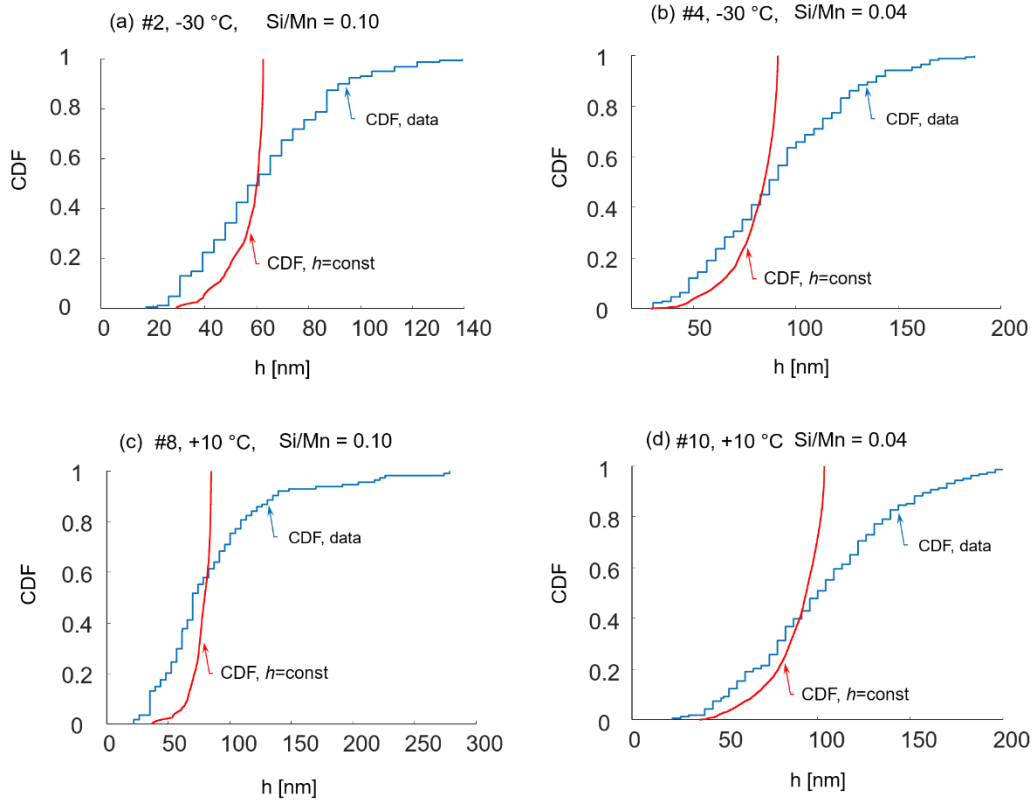 (a) #2, -30 °C, Si/Mn = 0.10
1
0.8
0.6
0.4
0.2
0
CDF
CDF, data
CDF, h=const
0 20 40 60 80 100 120 140
h [nm]
(b) #4, -30 °C, Si/Mn = 0.04
1
0.8
0.6
0.4
0.2
0
CDF
CDF, data
CDF, h=const
50 100 150 200
h [nm]
(c) #8, +10 °C, Si/Mn = 0.10
1
0.8
0.6
0.4
0.2
0
CDF
CDF, data
CDF, h=const
0 50 100 150 200 250 300
h [nm]
(d) #10, +10 °C Si/Mn = 0.04
1
0.8
0.6
0.4
0.2
0
CDF
CDF, data
CDF, h=const
0 50 100 150 200
h [nm]